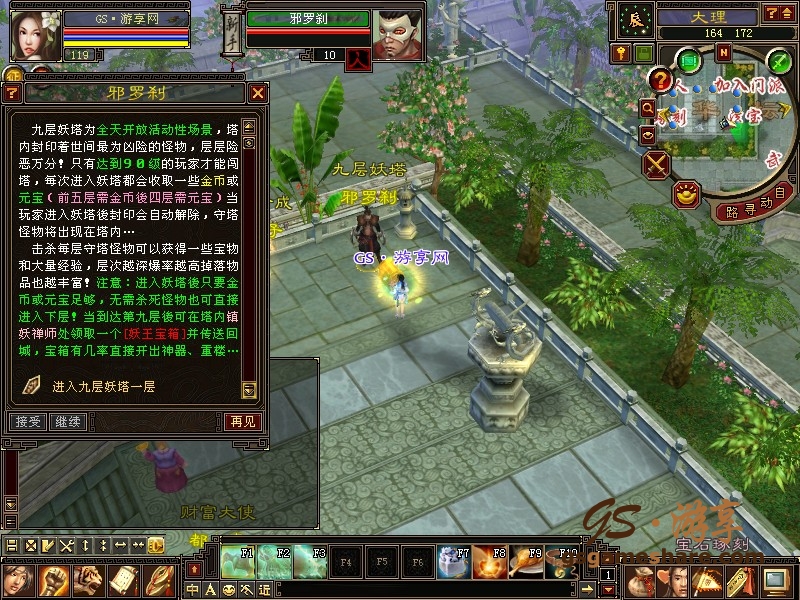 GS·游享网
119
新手
邪罗刹
10
大理
164 172
辰
N
加入门派
武
自动寻路
邪罗刹
九层妖塔为全天开放活动性场景，塔
内封印着世间最为凶险的怪物，层层险
恶万分！只有达到90级的玩家才能闯
塔，每次进入妖塔都会收取一些金币或
元宝（前五层需金币後四层需元宝）当
玩家进入妖塔後封印会自动解除，守塔
怪物将出现在塔内…
击杀每层守塔怪物可以获得一些宝物
和大量经验，层次越深爆率越高掉落物
品也越丰富！注意：进入妖塔後只要金
币或元宝足够，无需杀死怪物也可直接
进入下层！当到达第九层後可在塔内镇
妖禅师处领取一个[妖王宝箱]并传送回
城，宝箱有几率直接开出神器、重楼…
进入九层妖塔一层
接受
继续
再见
九层妖塔
邪罗刹
GS·游享网
财富大使
GS·游享
宝石琢刻
F1
F2
F3
F4
F5
F6
F7
F8
F9
F10
中
A
近
1